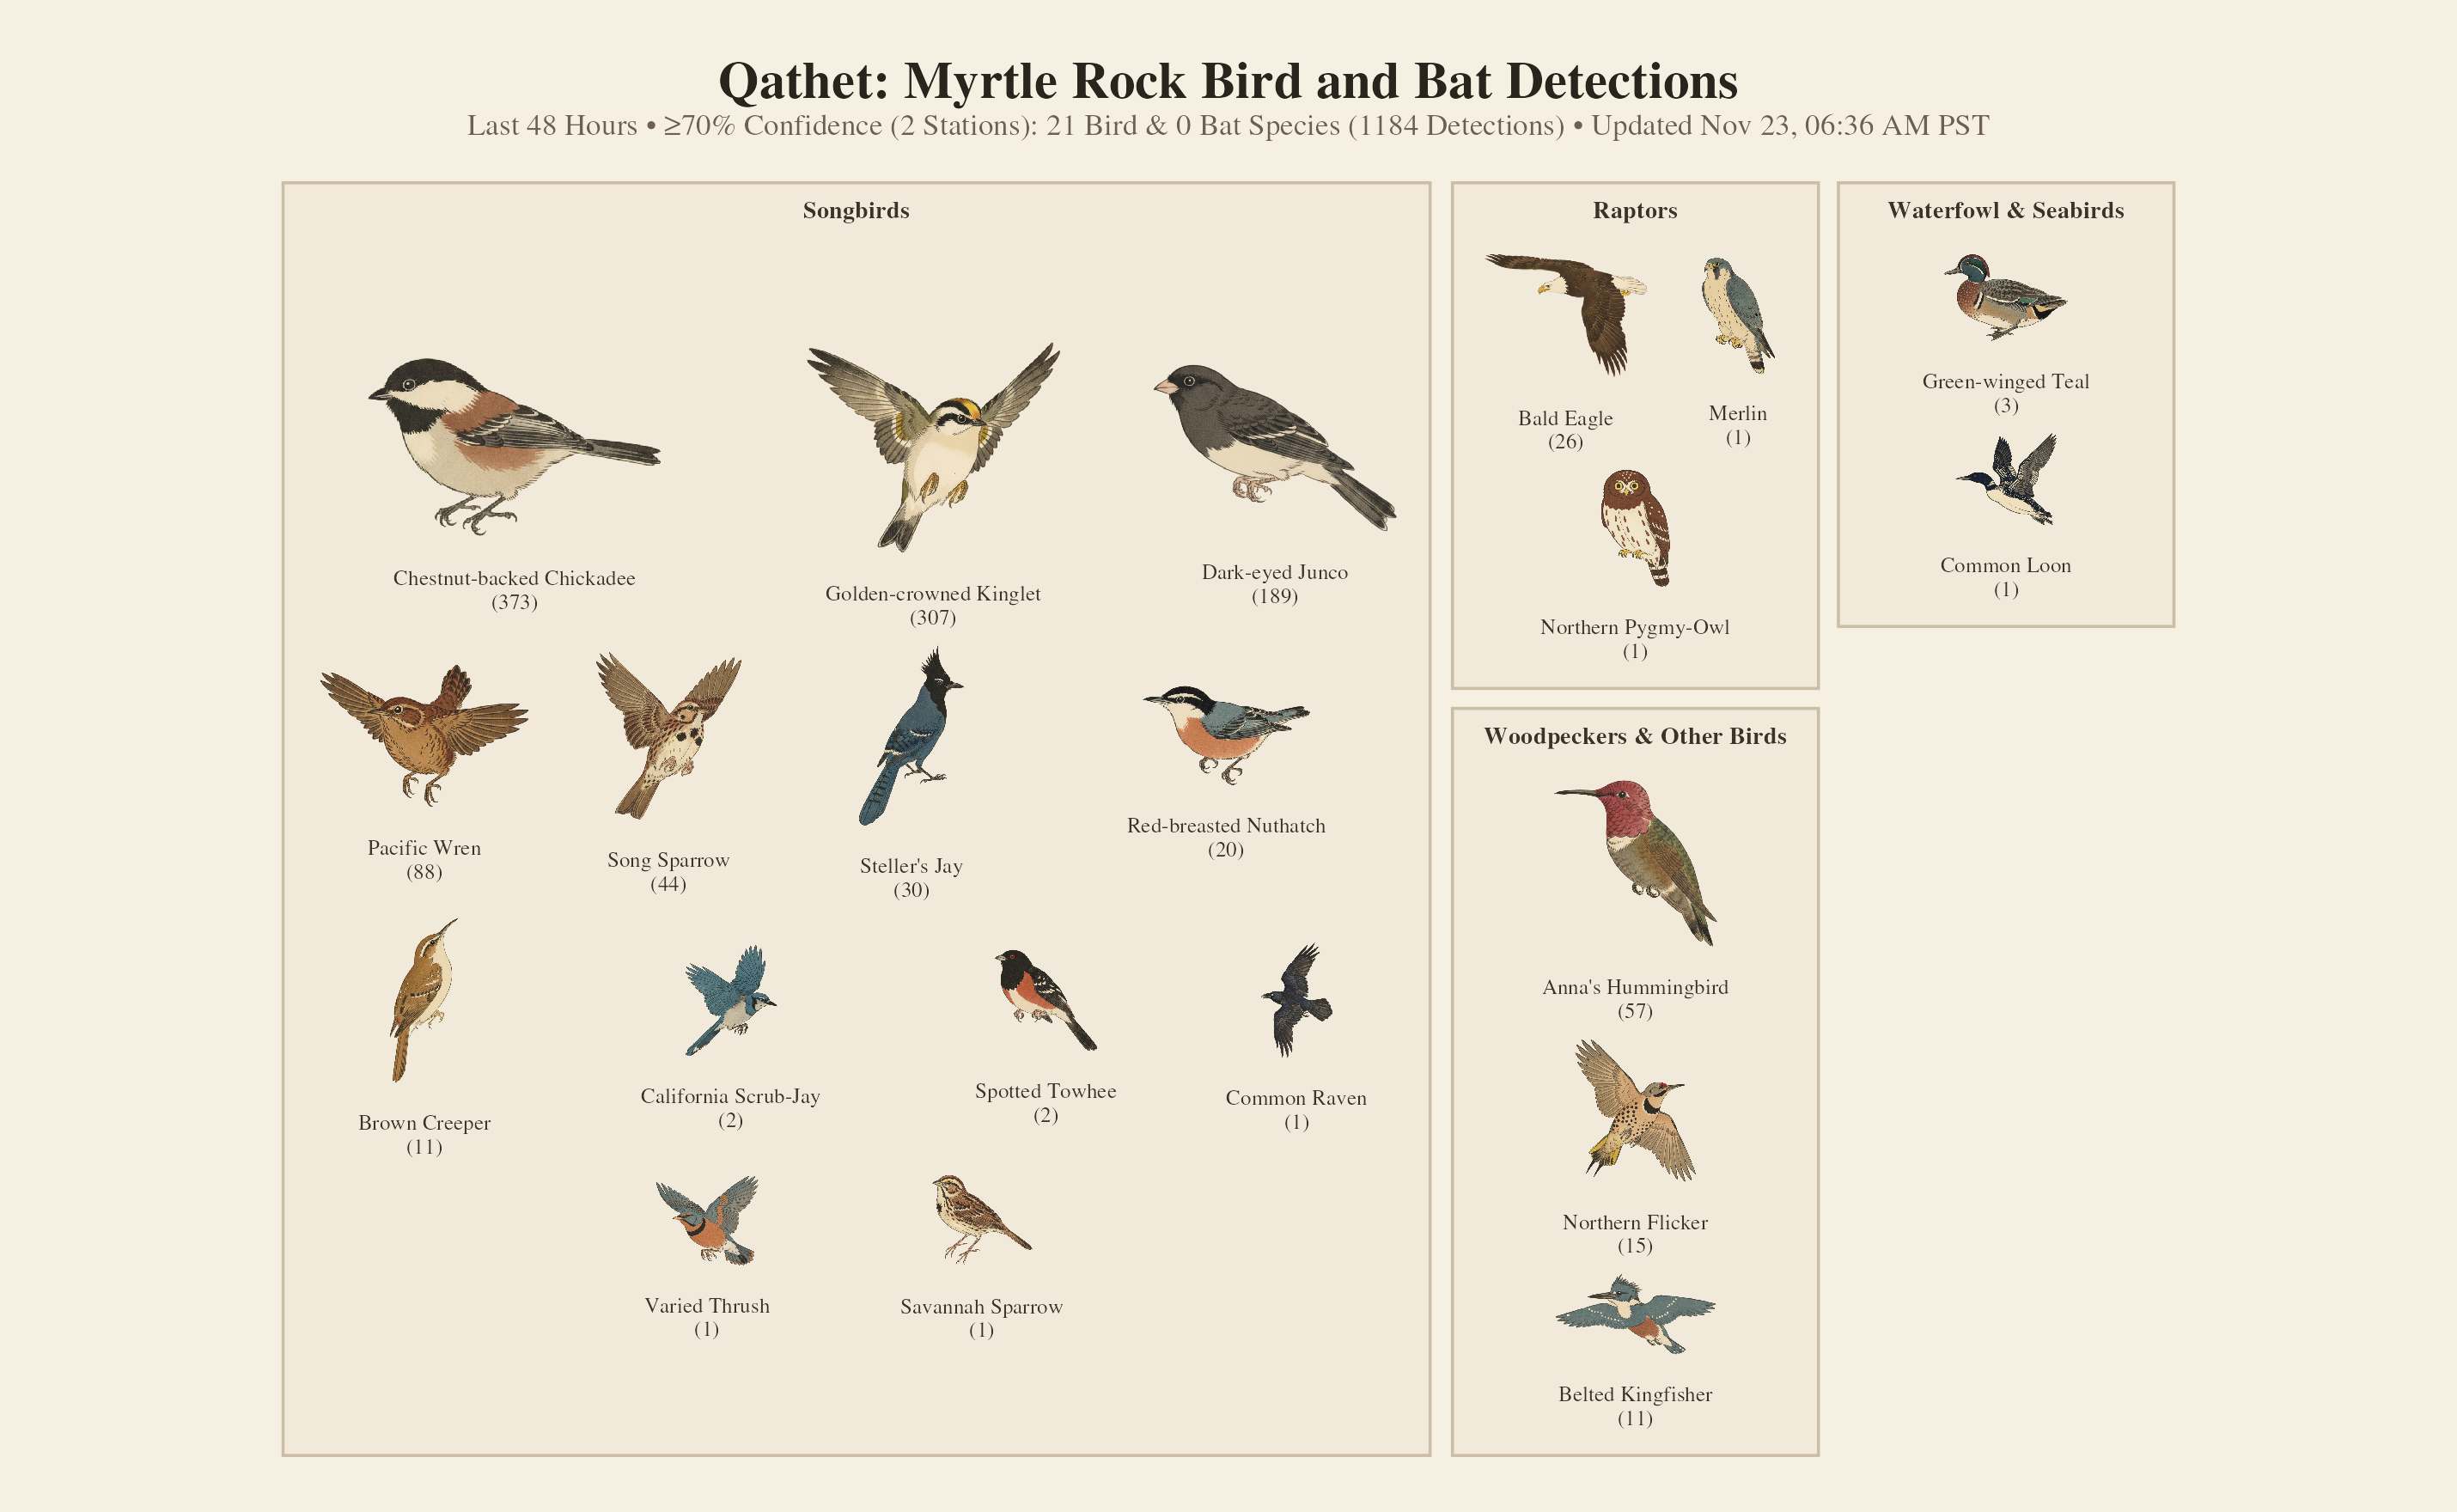 Qathet: Myrtle Rock Bird and Bat Detections
Last 48 Hours • ≥70% Confidence (2 Stations): 21 Bird & 0 Bat Species (1184 Detections) • Updated Nov 23, 06:36 AM PST
Songbirds
Chestnut-backed Chickadee
(373)
Golden-crowned Kinglet
(307)
Dark-eyed Junco
(189)
Pacific Wren
(88)
Song Sparrow
(44)
Steller's Jay
(30)
Red-breasted Nuthatch
(20)
Brown Creeper
(11)
California Scrub-Jay
(2)
Spotted Towhee
(2)
Common Raven
(1)
Varied Thrush
(1)
Savannah Sparrow
(1)
Raptors
Bald Eagle
(26)
Merlin
(1)
Northern Pygmy-Owl
(1)
Woodpeckers & Other Birds
Anna's Hummingbird
(57)
Northern Flicker
(15)
Belted Kingfisher
(11)
Waterfowl & Seabirds
Green-winged Teal
(3)
Common Loon
(1)